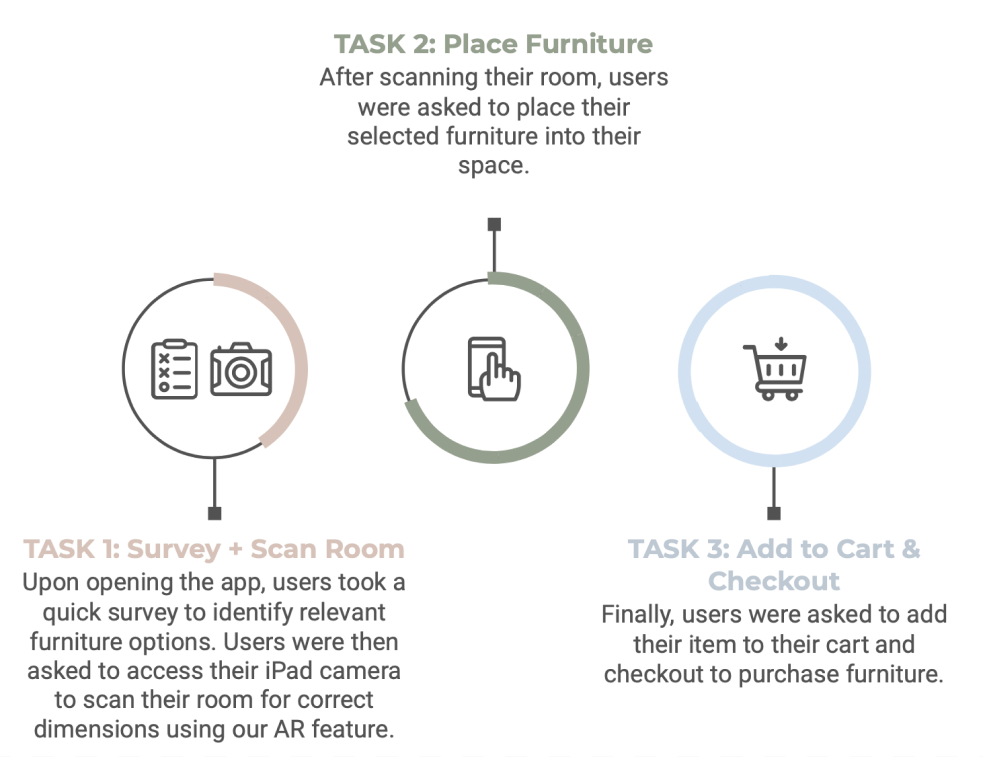 TASK 2: Place Furniture
After scanning their room, users
were asked to place their
selected furniture into their
space.
TASK 1: Survey + Scan Room
Upon opening the app, users took a
quick survey to identify relevant
furniture options. Users were then
asked to access their iPad camera
to scan their room for correct
dimensions using our AR feature.
TASK 3: Add to Cart &
Checkout
Finally, users were asked to add
their item to their cart and
checkout to purchase furniture.